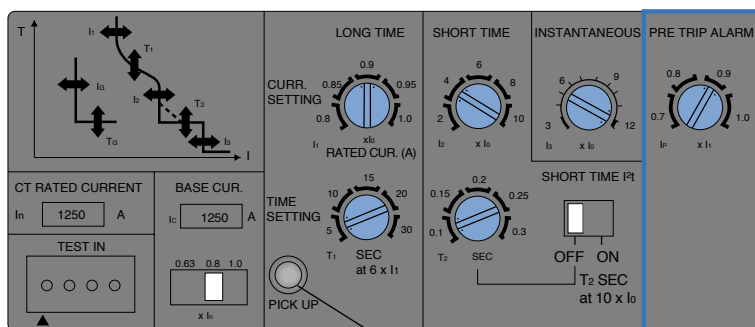 T
I₁
T₁
I_G
I₂
T₂
T_G
I₃
I
CT RATED CURRENT
In 1250 A
TEST IN
BASE CUR.
Ic 1250 A
0.63 0.8 1.0
x In
LONG TIME
CURR.
SETTING
0.8 0.85 0.9 0.95 1.0
I₁ xI₀
RATED CUR. (A)
TIME
SETTING
5 10 15 20 30
T₁ SEC
at 6 x I₁
PICK UP
SHORT TIME
2 4 6 8 10
I₂ x I₀
0.1 0.15 0.2 0.25 0.3
T₂ SEC
INSTANTANEOUS
3 6 9 12
I₃ x I₀
SHORT TIME I²t
OFF ON
T₂ SEC
at 10 x I₀
PRE TRIP ALARM
0.7 0.8 0.9 1.0
IP x I₁